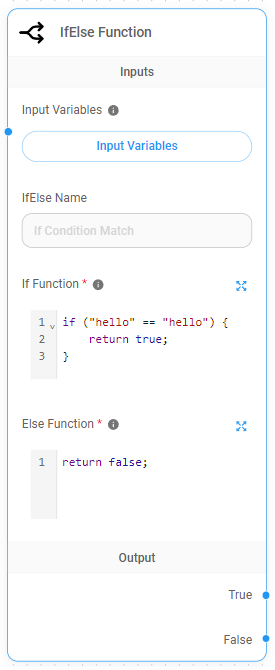 IfElse Function
Inputs
Input Variables
Input Variables
IfElse Name
If Condition Match
If Function *
1 if ("hello" == "hello") {
2 return true;
3 }
Else Function *
1 return false;
Output
True
False